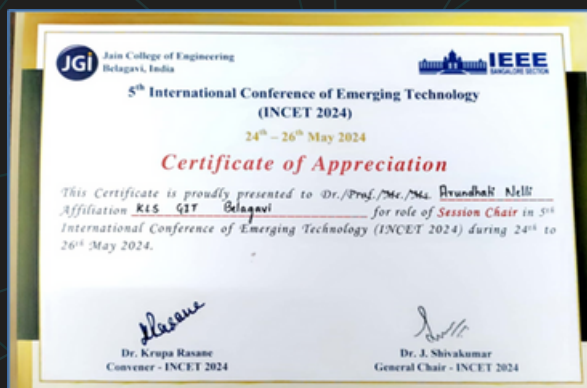 JGi
Jain College of Engineering
Belagavi, India
IEEE
BANGALORE SECTION
5th International Conference of Emerging Technology
(INCET 2024)
24th – 26th May 2024
Certificate of Appreciation
This Certificate is proudly presented to Dr./Prof./Mr./Ms Arundhati Nelli
Affiliation KLS GIT Belagavi for role of Session Chair in 5th
International Conference of Emerging Technology (INCET 2024) during 24th to
26th May 2024.
Dr. Krupa Rasane
Convener - INCET 2024
Dr. J. Shivakumar
General Chair - INCET 2024